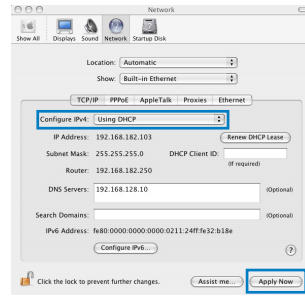 Network
Show All Displays Sound Network Startup Disk
Location: Automatic
Show: Built-in Ethernet
TCP/IP PPPoE AppleTalk Proxies Ethernet
Configure IPv4: Using DHCP
IP Address: 192.168.182.103 Renew DHCP Lease
Subnet Mask: 255.255.255.0 DHCP Client ID:
(If required)
Router: 192.168.182.250
DNS Servers: 192.168.128.10 (Optional)
Search Domains: (Optional)
IPv6 Address: fe80:0000:0000:0000:0211:24ff:fe32:b18e
Configure IPv6... ?
Click the lock to prevent further changes. Assist me... Apply Now